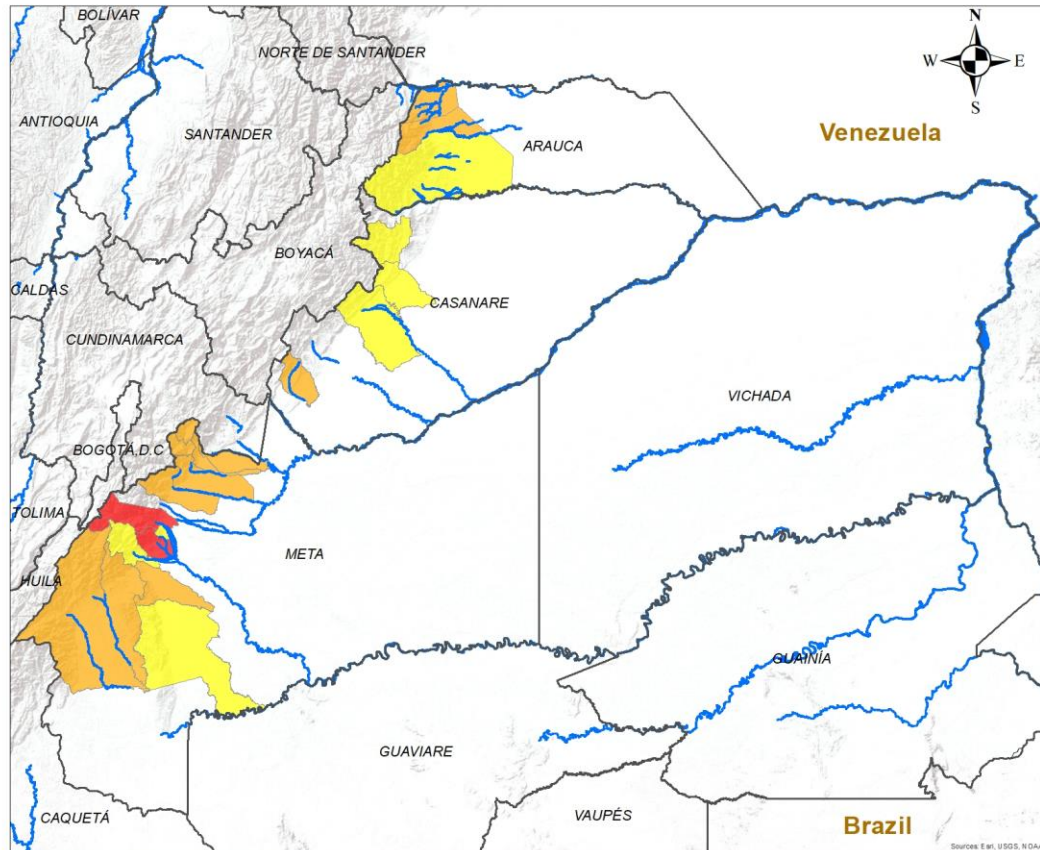 BOLÍVAR
NORTE DE SANTANDER
N
W
E
S
ANTIOQUIA
SANTANDER
ARAUCA
Venezuela
BOYACÁ
CALDAS
CASANARE
CUNDINAMARCA
VICHADA
BOGOTÁ,D.C
TOLIMA
META
HUILA
GUAINÍA
GUAVIARE
CAQUETÁ
VAUPÉS
Brazil
Sources: Esri, USGS, NOAA